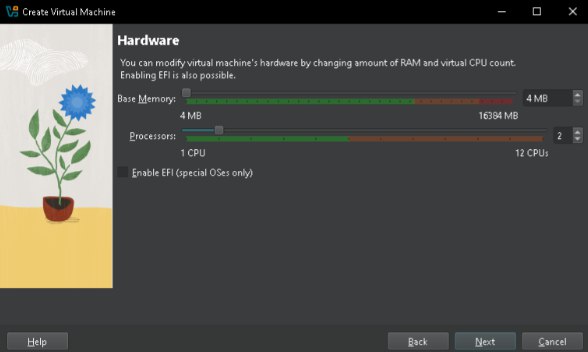 Create Virtual Machine
Hardware
You can modify virtual machine's hardware by changing amount of RAM and virtual CPU count.
Enabling EFI is also possible.
Base Memory: 4 MB
4 MB 16384 MB
Processors: 2
1 CPU 12 CPUs
Enable EFI (special OSes only)
Help Back Next Cancel